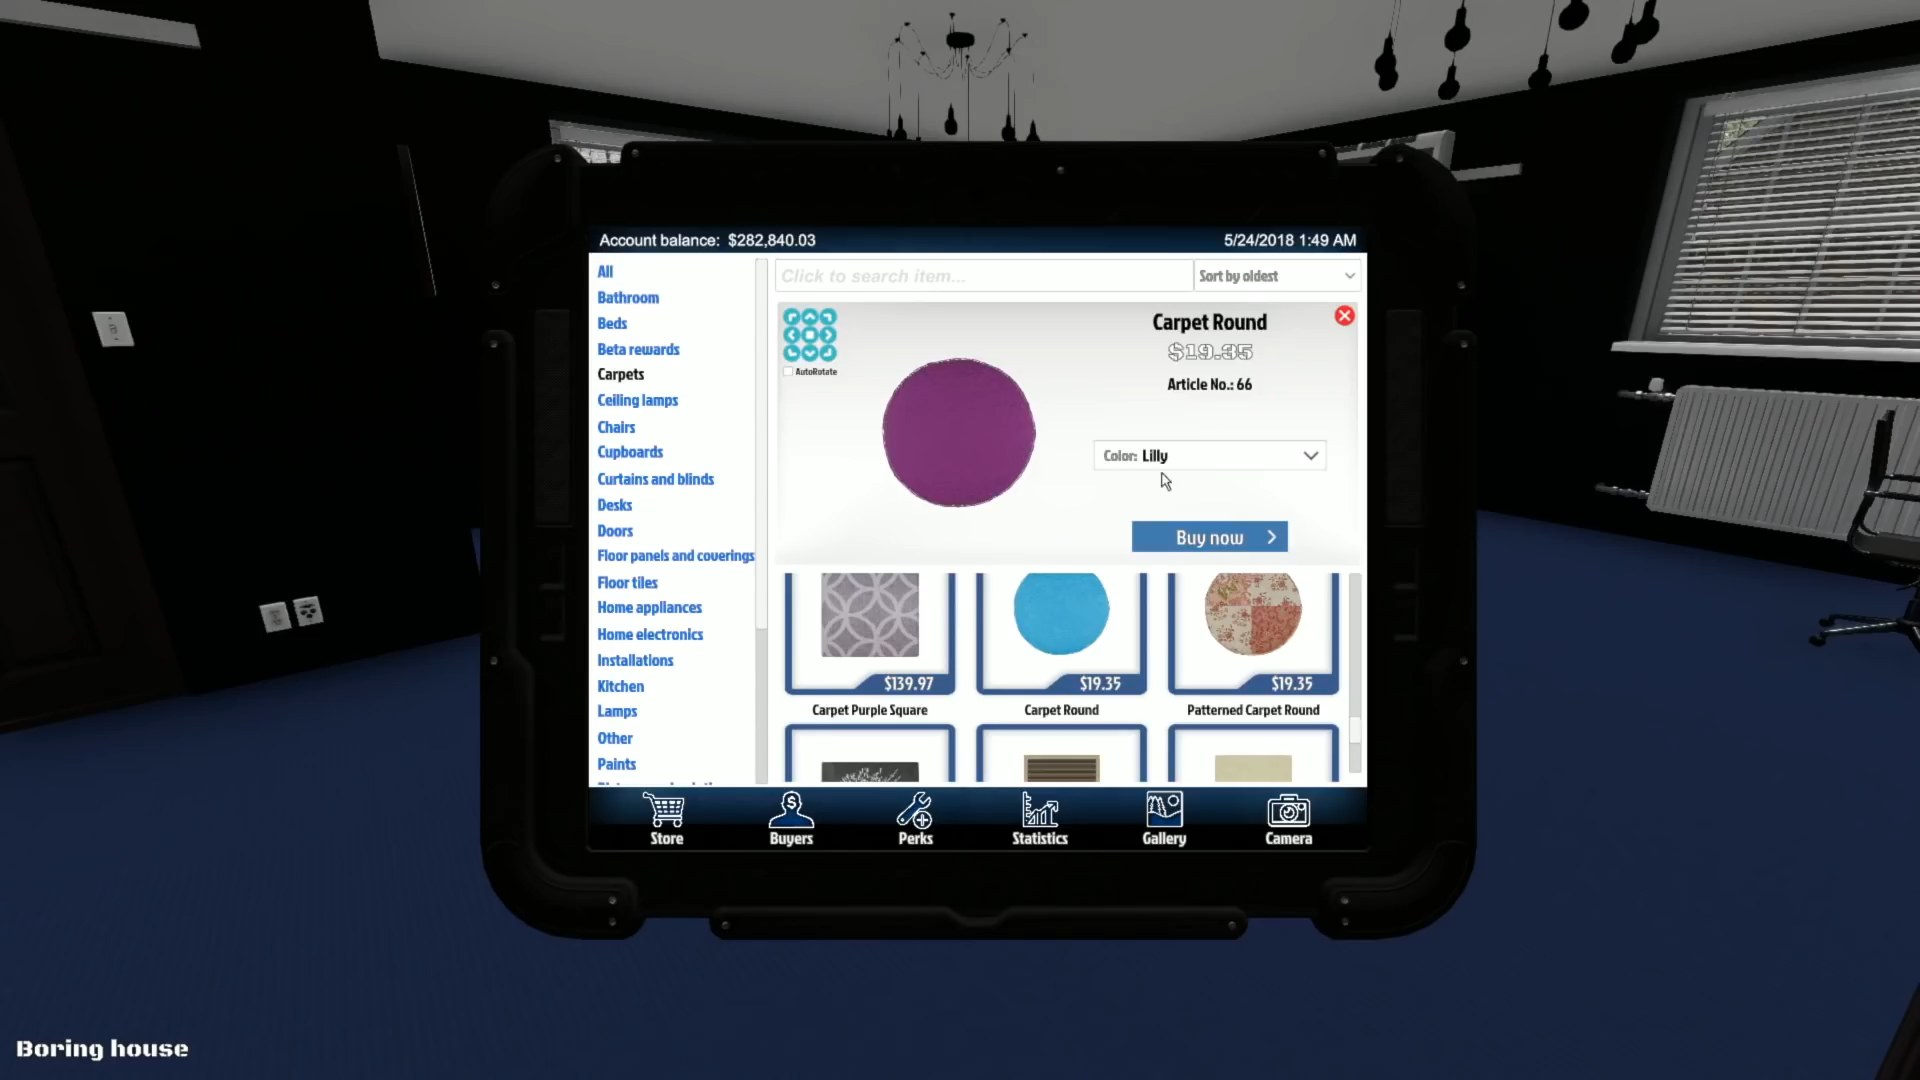 Account balance: $282,840.03
5/24/2018 1:49 AM
All
Bathroom
Beds
Beta rewards
Carpets
Ceiling lamps
Chairs
Cupboards
Curtains and blinds
Desks
Doors
Floor panels and coverings
Floor tiles
Home appliances
Home electronics
Installations
Kitchen
Lamps
Other
Paints
Click to search item...
Sort by oldest
AutoRotate
Carpet Round
$19.35
Article No.: 66
Color: Lilly
Buy now
$139.97
$19.35
$19.35
Carpet Purple Square
Carpet Round
Patterned Carpet Round
Store
Buyers
Perks
Statistics
Gallery
Camera
Boring house